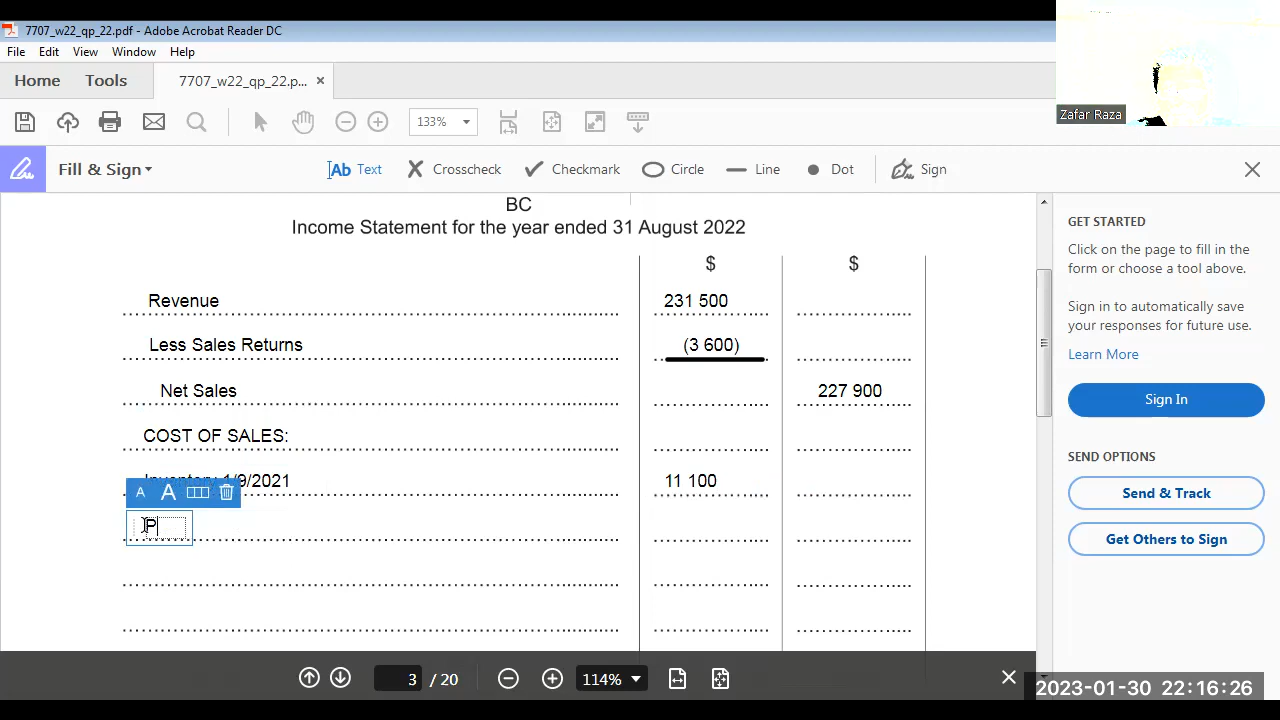 7707_w22_qp_22.pdf - Adobe Acrobat Reader DC
File Edit View Window Help
Home Tools 7707_w22_qp_22.p... ×
133%
Zafar Raza
Fill & Sign Ab Text Crosscheck Checkmark Circle Line Dot Sign
BC
Income Statement for the year ended 31 August 2022
$ $
Revenue 231 500
Less Sales Returns (3 600)
Net Sales 227 900
COST OF SALES:
Inventory 1/9/2021 11 100
A A
P
GET STARTED
Click on the page to fill in the
form or choose a tool above.
Sign in to automatically save
your responses for future use.
Learn More
Sign In
SEND OPTIONS
Send & Track
Get Others to Sign
3 / 20 114%
2023-01-30 22:16:26